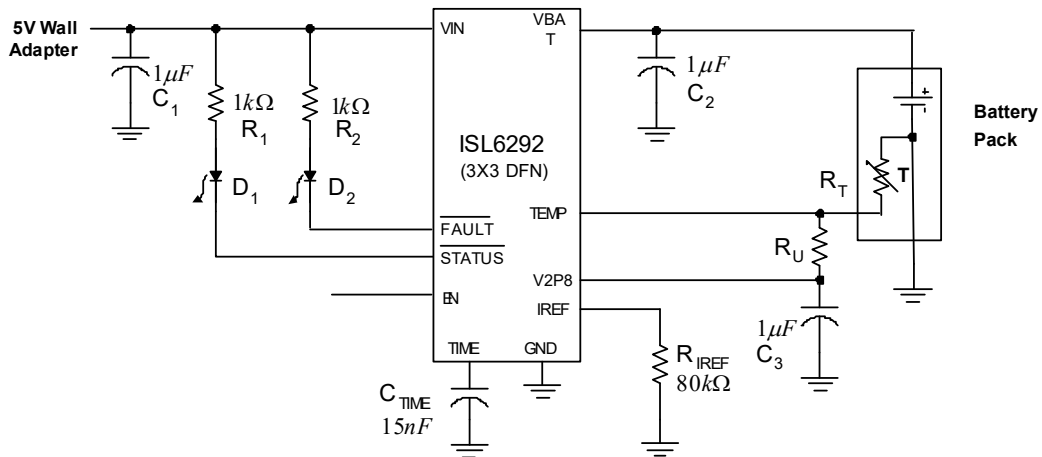 5V Wall
Adapter
VIN
VBA
T
1μF
C1
1kΩ
R1
1kΩ
R2
1μF
C2
Battery
Pack
ISL6292
(3X3 DFN)
D1
D2
RT
T
TEMP
FAULT
STATUS
RU
V2P8
EN
IREF
1μF
C3
TIME
GND
RIREF
80kΩ
CTIME
15nF
+
-